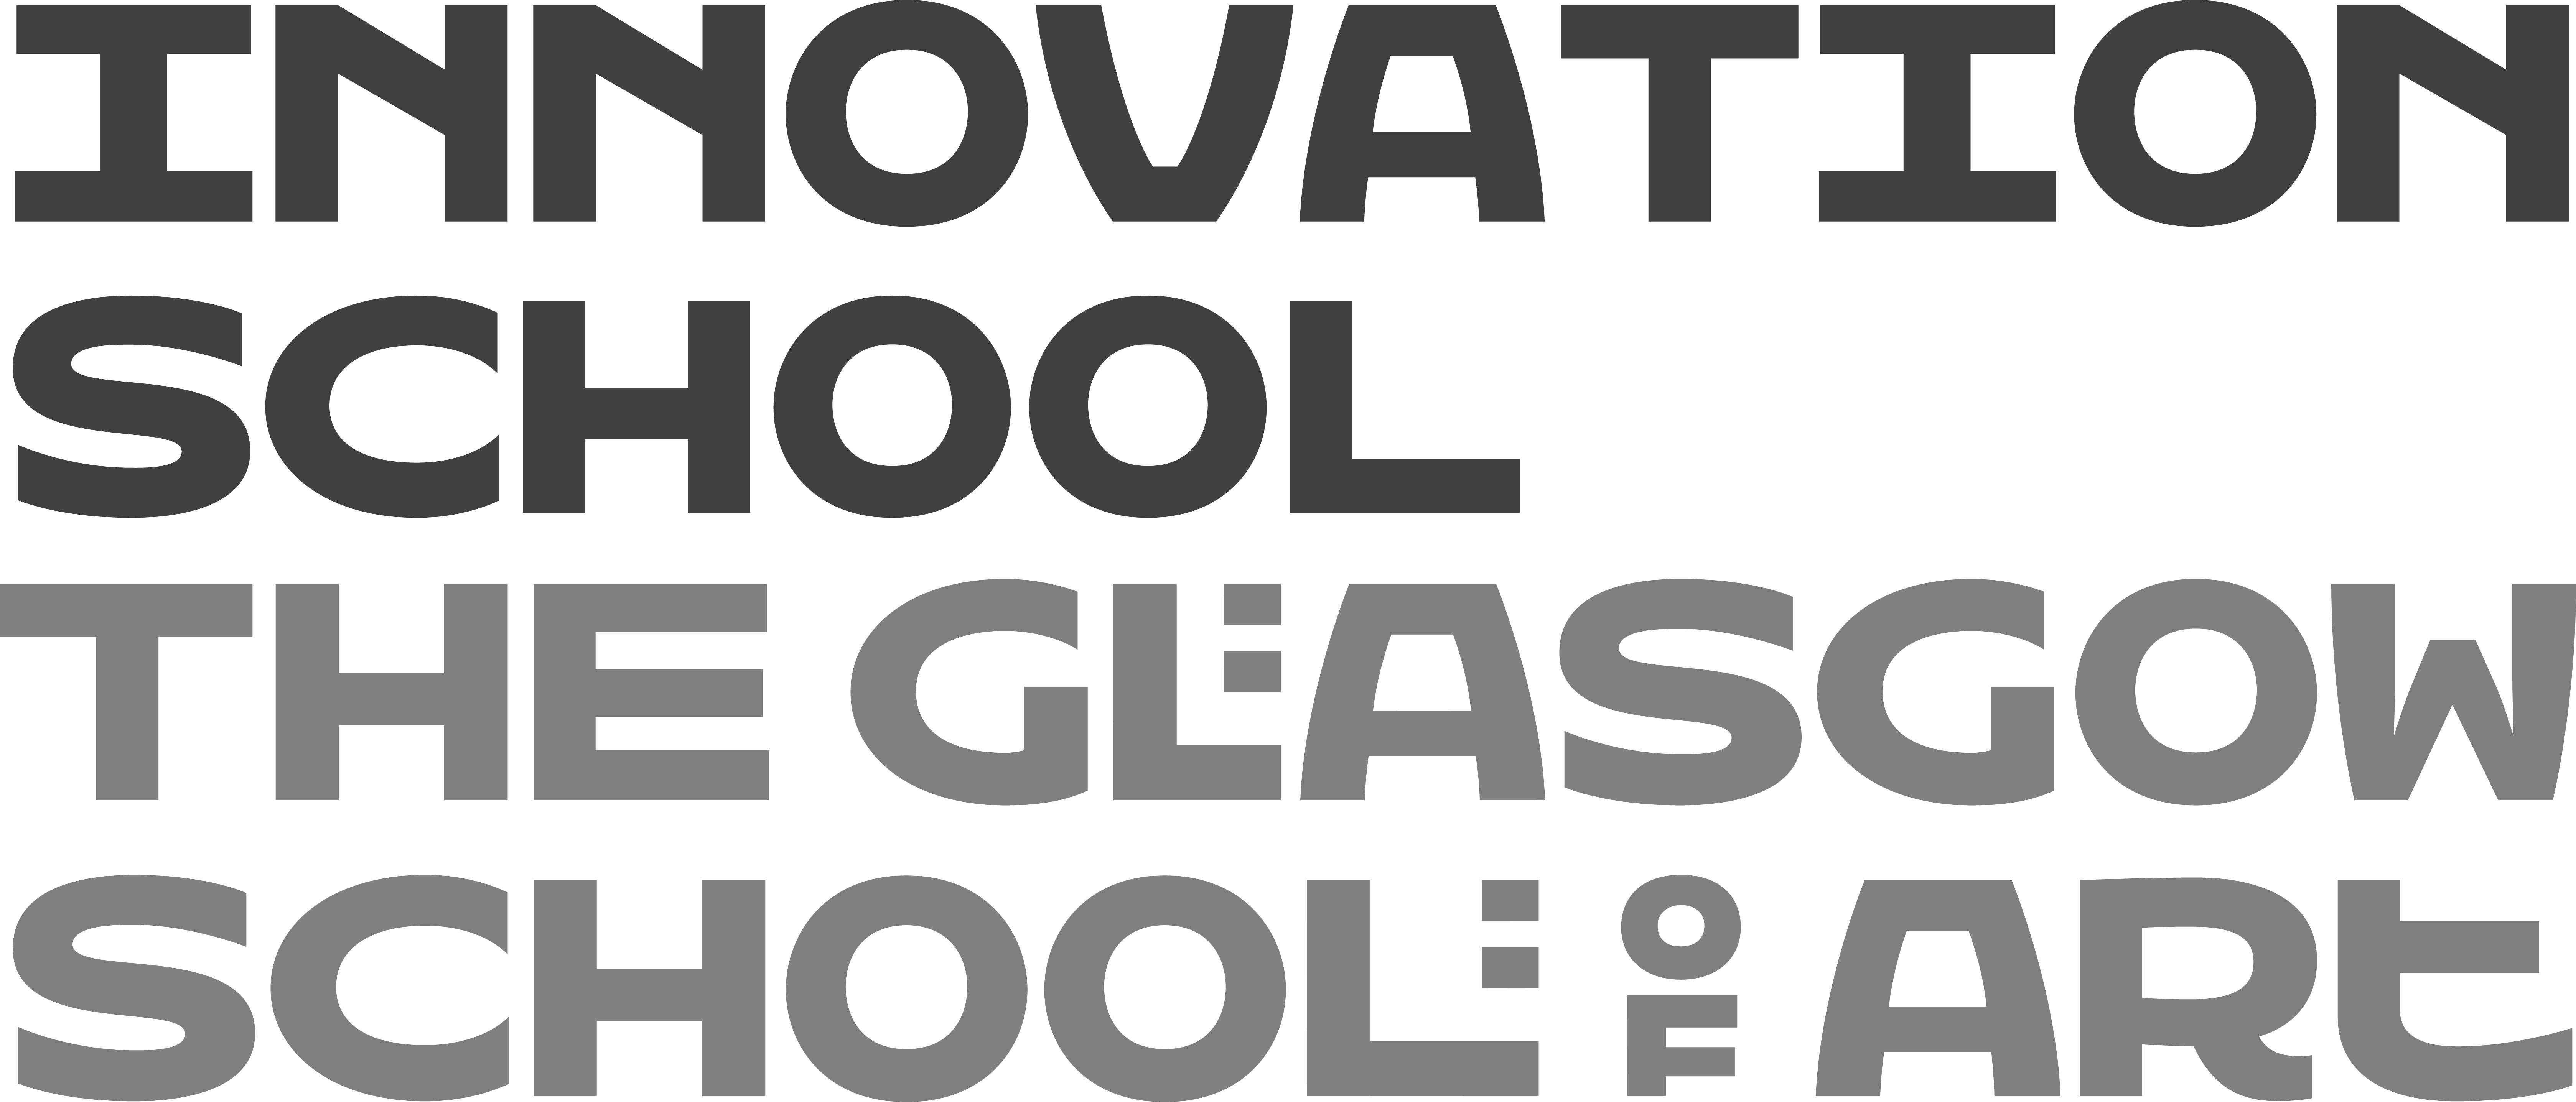 INNOVATION
SCHOOL
THE GLASGOW
SCHOOL OF ART